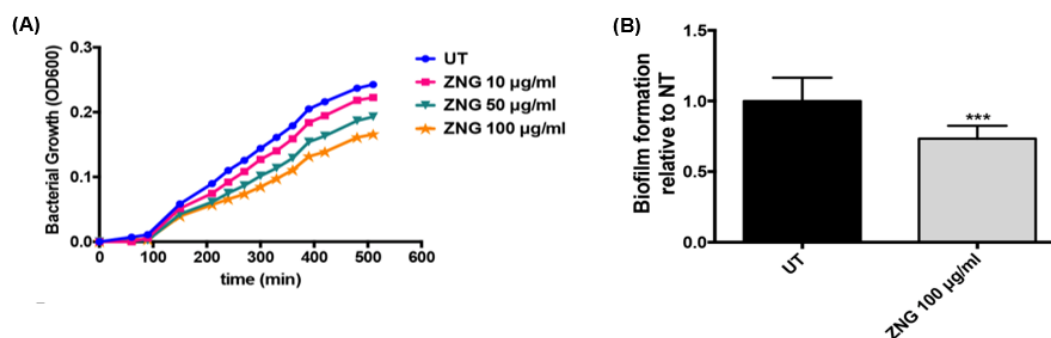 (A)
Bacterial Growth (OD600)
0.3
0.2
0.1
0.0
0 100 200 300 400 500 600
time (min)
UT
ZNG 10 µg/ml
ZNG 50 µg/ml
ZNG 100 µg/ml
(B)
Biofilm formation
relative to NT
1.5
1.0
0.5
0.0
***
UT
ZNG 100 µg/ml